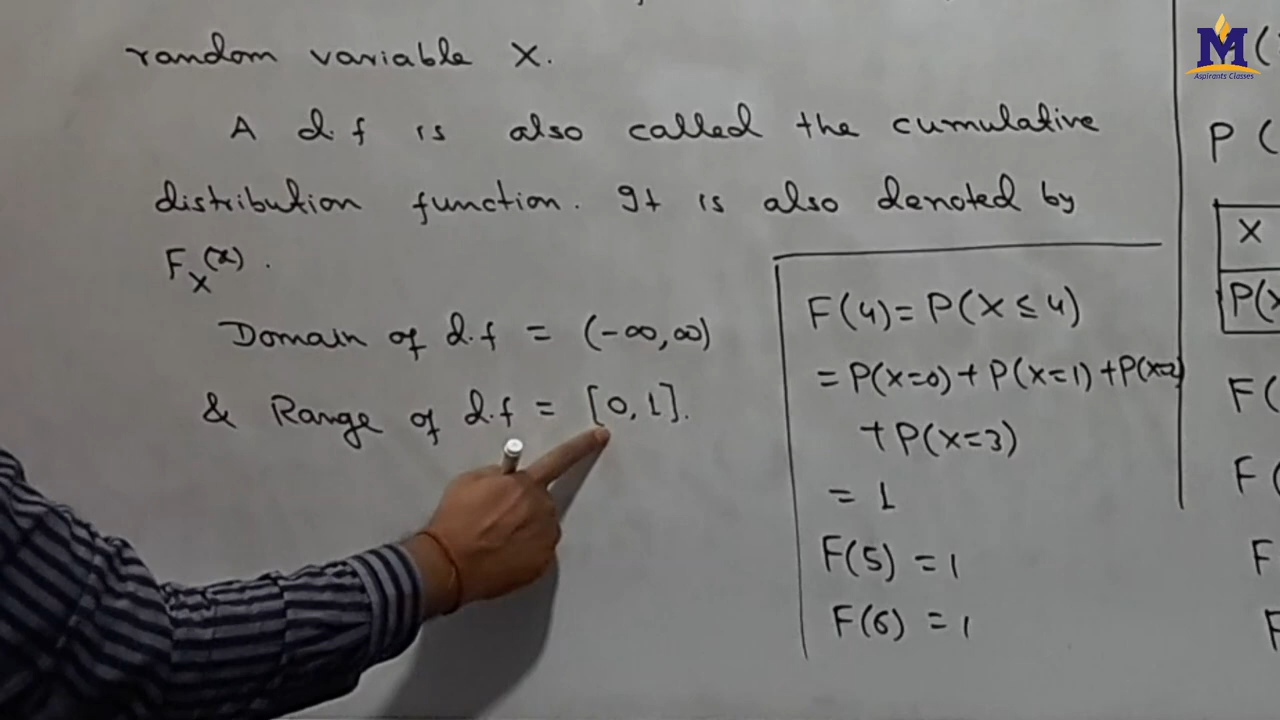 random variable X.
A d.f is also called the cumulative
distribution function. It is also denoted by
F_X(x).
Domain of d.f = (-∞,∞)
& Range of d.f = [0, 1].
F(4) = P(X ≤ 4)
= P(X=0) + P(X=1) + P(X=2)
+ P(X=3)
= 1
F(5) = 1
F(6) = 1
M
Aspirants Classes
P (
X
P(X
F(
F(
F
F